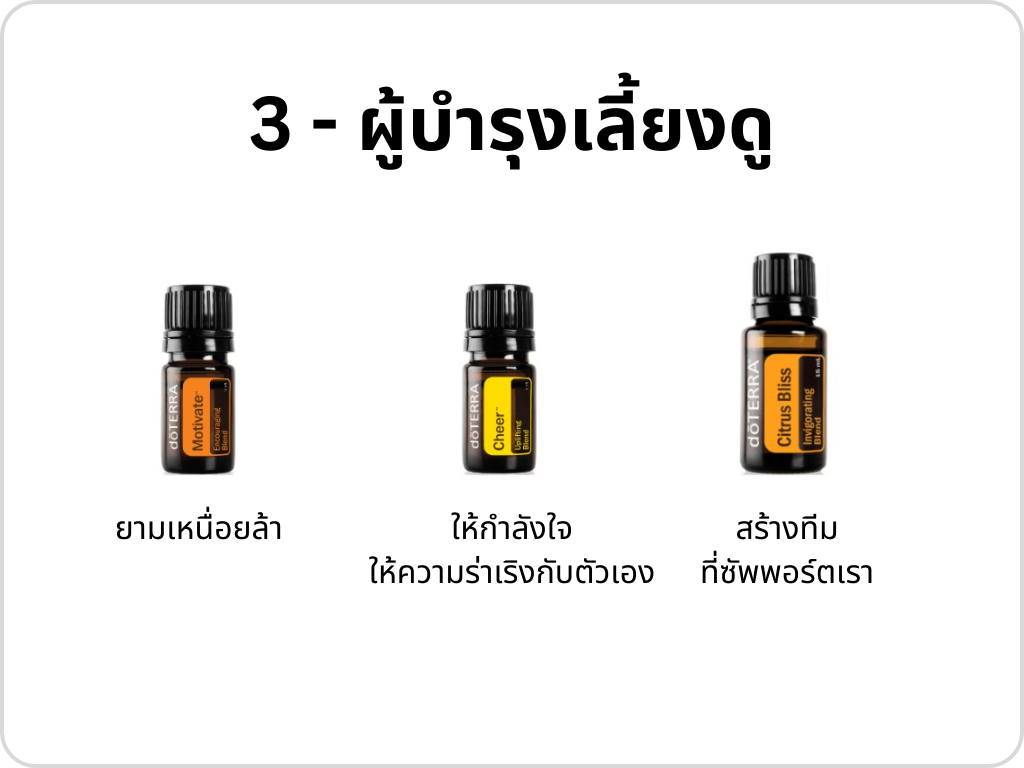 3 - ผู้บำรุงเลี้ยงดู
dōTERRA
Motivate™
Encouraging
Blend
dōTERRA
Cheer™
Uplifting
Blend
dōTERRA
Citrus Bliss
Invigorating
Blend
15 mL
ยามเหนื่อยล้า
ให้กำลังใจ
ให้ความร่าเริงกับตัวเอง
สร้างทีม
ที่ซัพพอร์ตเรา